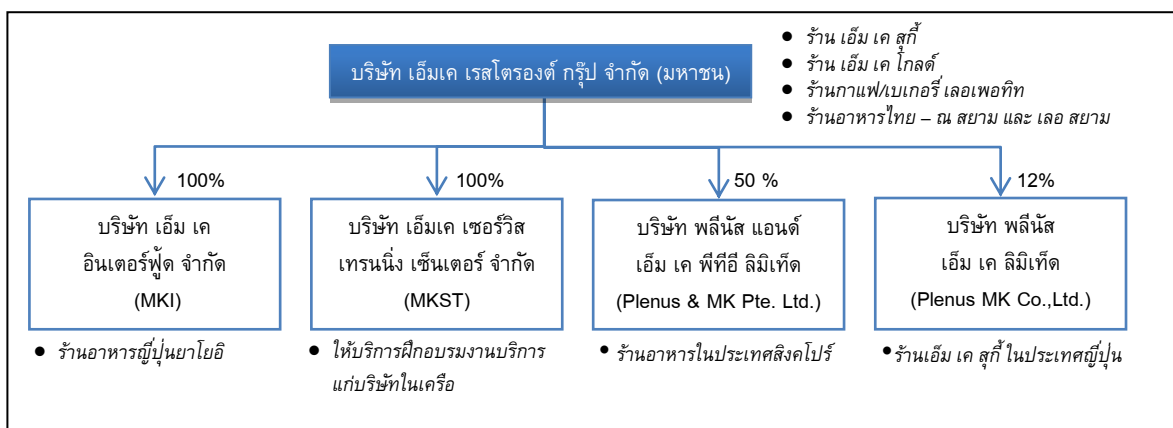 บริษัท เอ็มเค เรสโตรองต์ กรุ๊ป จำกัด (มหาชน)
● ร้าน เอ็ม เค สุกี้
● ร้าน เอ็ม เค โกลด์
● ร้านกาแฟ/เบเกอรี่ เลอเพอทิท
● ร้านอาหารไทย – ณ สยาม และ เลอ สยาม
100%
บริษัท เอ็ม เค
อินเตอร์ฟู้ด จำกัด
(MKI)
● ร้านอาหารญี่ปุ่นยาโยอิ
100%
บริษัท เอ็มเค เซอร์วิส
เทรนนิ่ง เซ็นเตอร์ จำกัด
(MKST)
● ให้บริการฝึกอบรมงานบริการ
แก่บริษัทในเครือ
50 %
บริษัท พลีนัส แอนด์
เอ็ม เค พีทีอี ลิมิเท็ด
(Plenus & MK Pte. Ltd.)
● ร้านอาหารในประเทศสิงคโปร์
12%
บริษัท พลีนัส
เอ็ม เค ลิมิเท็ด
(Plenus MK Co.,Ltd.)
● ร้านเอ็ม เค สุกี้ ในประเทศญี่ปุ่น